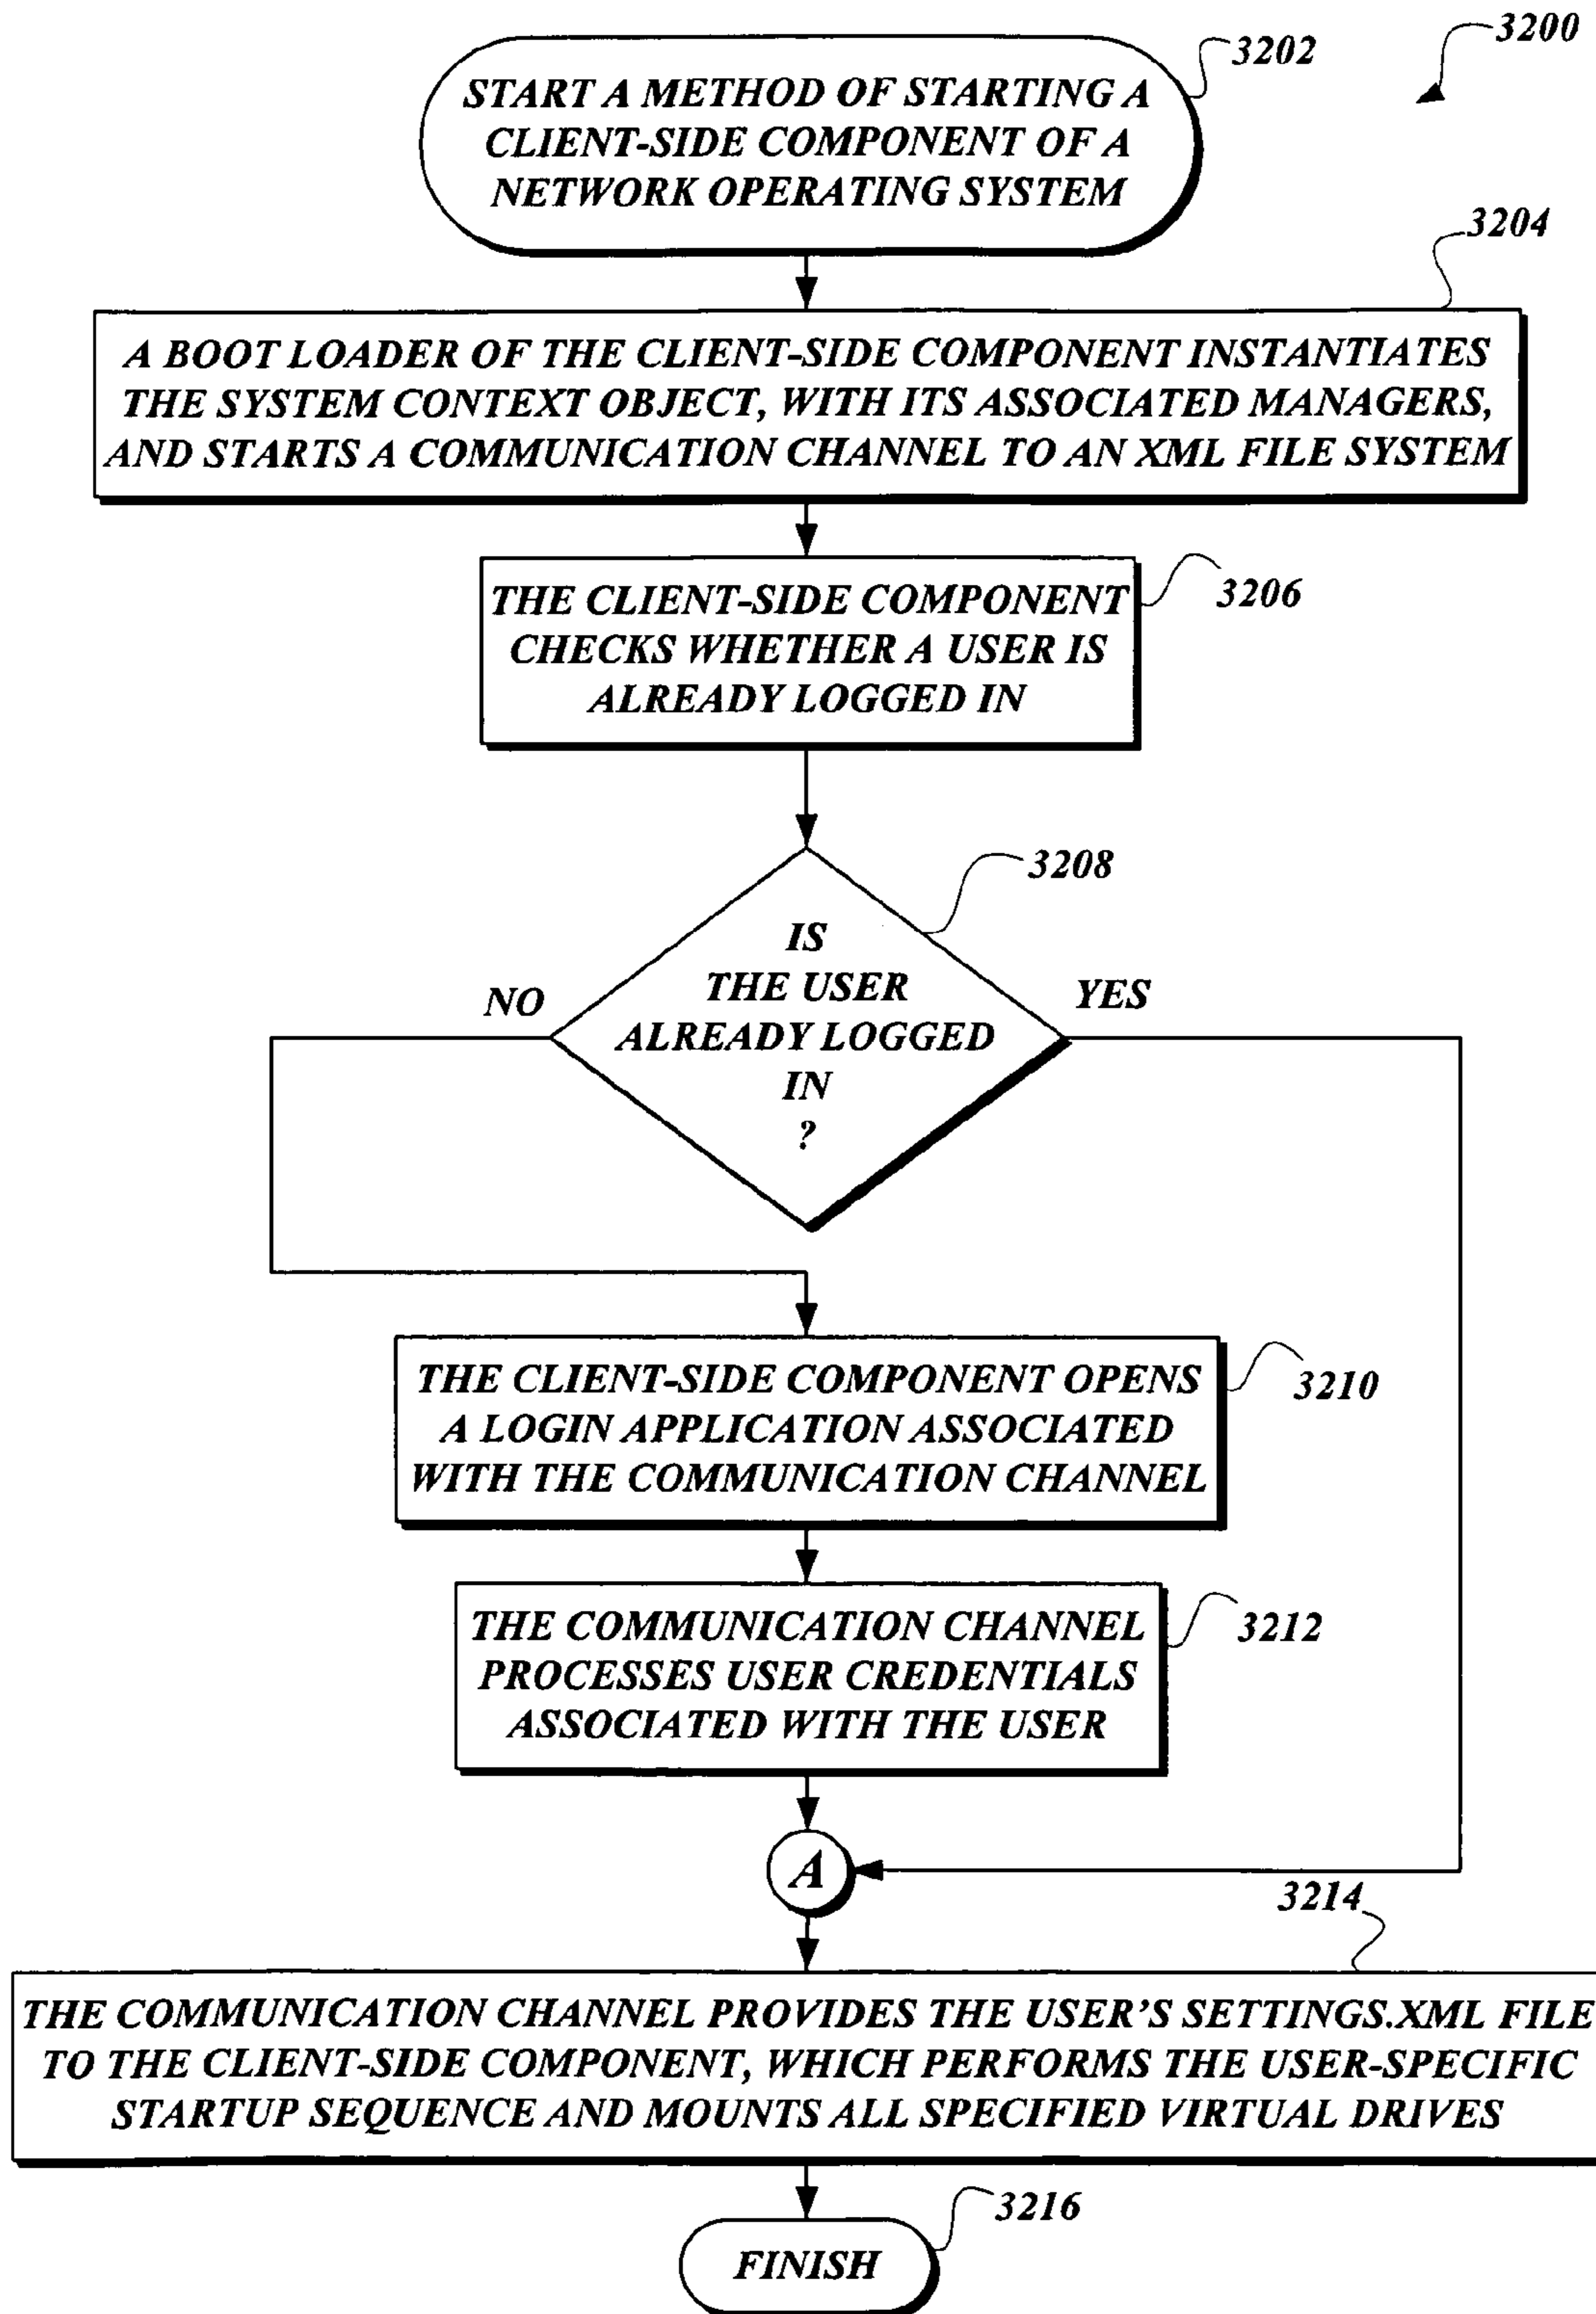 3200
3202
START A METHOD OF STARTING A
CLIENT-SIDE COMPONENT OF A
NETWORK OPERATING SYSTEM
3204
A BOOT LOADER OF THE CLIENT-SIDE COMPONENT INSTANTIATES
THE SYSTEM CONTEXT OBJECT, WITH ITS ASSOCIATED MANAGERS,
AND STARTS A COMMUNICATION CHANNEL TO AN XML FILE SYSTEM
3206
THE CLIENT-SIDE COMPONENT
CHECKS WHETHER A USER IS
ALREADY LOGGED IN
3208
IS
THE USER
ALREADY LOGGED
IN
?
NO
YES
3210
THE CLIENT-SIDE COMPONENT OPENS
A LOGIN APPLICATION ASSOCIATED
WITH THE COMMUNICATION CHANNEL
3212
THE COMMUNICATION CHANNEL
PROCESSES USER CREDENTIALS
ASSOCIATED WITH THE USER
A
3214
THE COMMUNICATION CHANNEL PROVIDES THE USER'S SETTINGS.XML FILE
TO THE CLIENT-SIDE COMPONENT, WHICH PERFORMS THE USER-SPECIFIC
STARTUP SEQUENCE AND MOUNTS ALL SPECIFIED VIRTUAL DRIVES
3216
FINISH